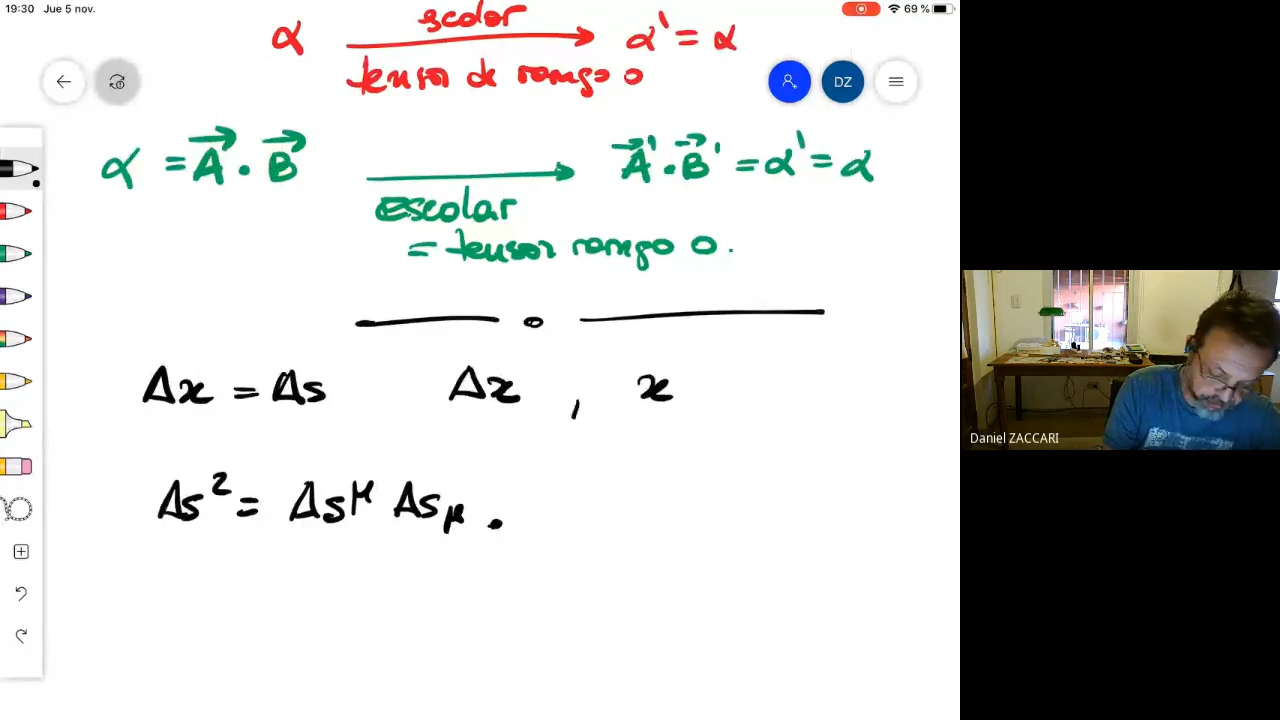 19:30 Jue 5 nov.
69 %
escalar
α → α' = α
tensor de rango 0
DZ
α = A⃗ · B⃗ → A⃗' · B⃗' = α' = α
escalar
= tensor rango 0.
Δx = Δs Δx , x
Δs² = Δs^μ Δs_μ .
Daniel ZACCARI